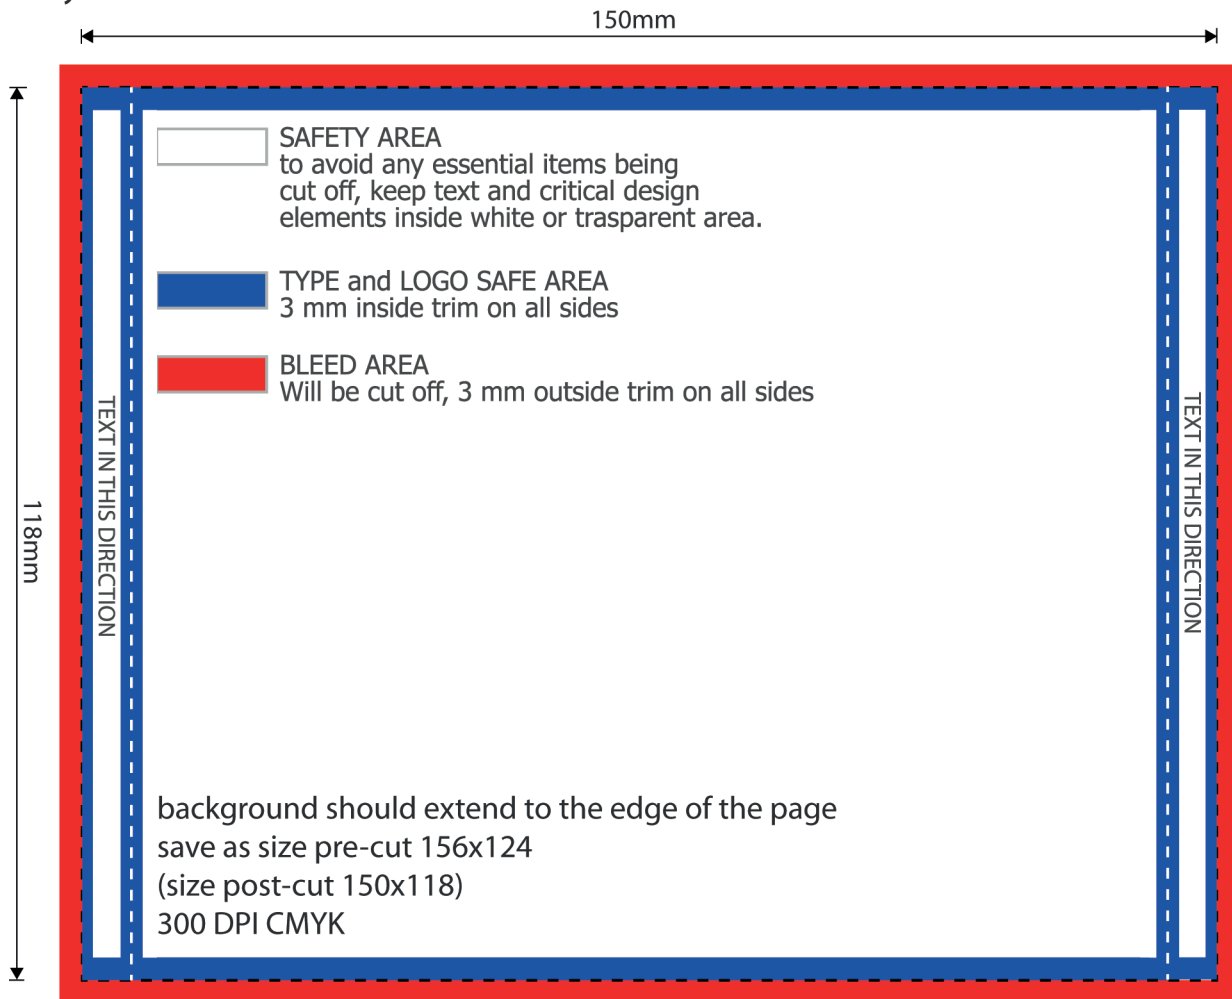 150mm
SAFETY AREA
to avoid any essential items being
cut off, keep text and critical design
elements inside white or trasparent area.
TYPE and LOGO SAFE AREA
3 mm inside trim on all sides
BLEED AREA
Will be cut off, 3 mm outside trim on all sides
TEXT IN THIS DIRECTION
TEXT IN THIS DIRECTION
118mm
background should extend to the edge of the page
save as size pre-cut 156x124
(size post-cut 150x118)
300 DPI CMYK